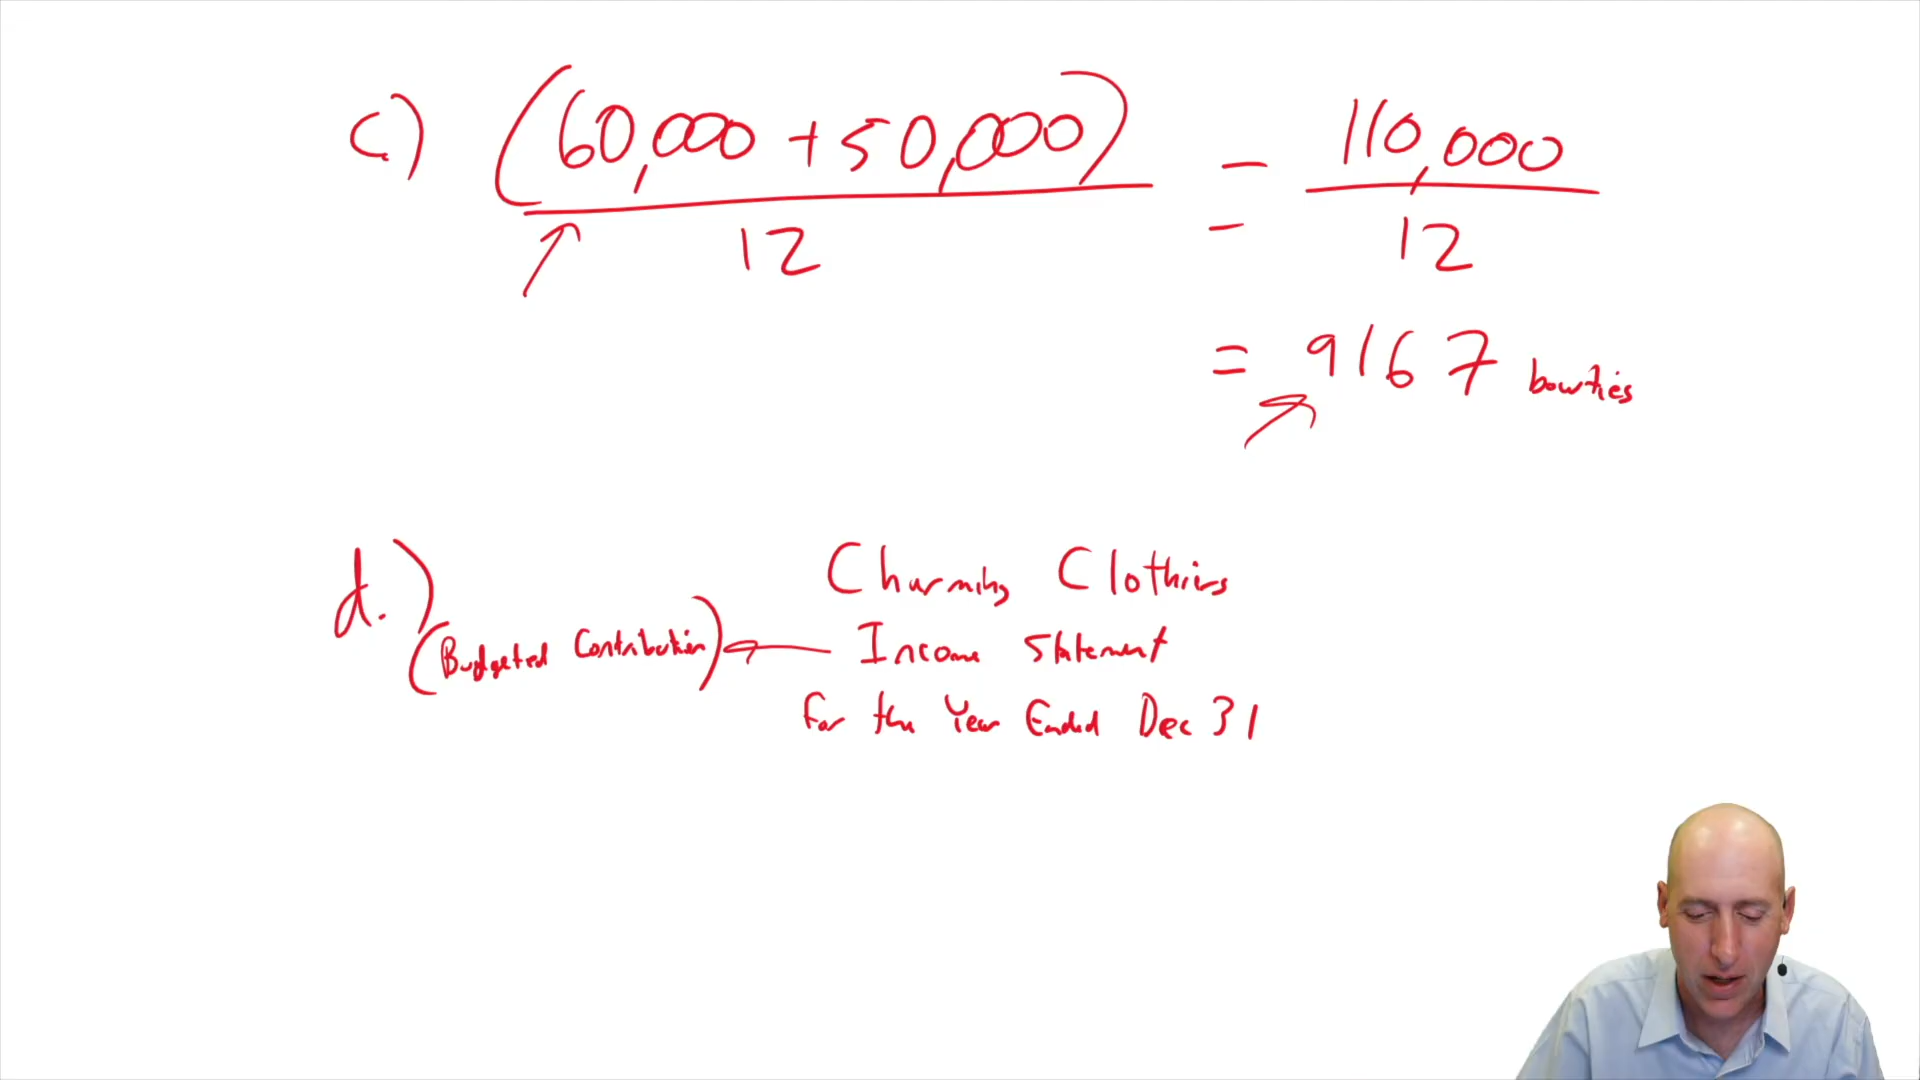 c) (60,000 + 50,000) / 12 = 110,000 / 12
= 9167 bowties
d.) Charming Clothiers
(Budgeted Contribution) ← Income Statement
For the Year Ended Dec 31